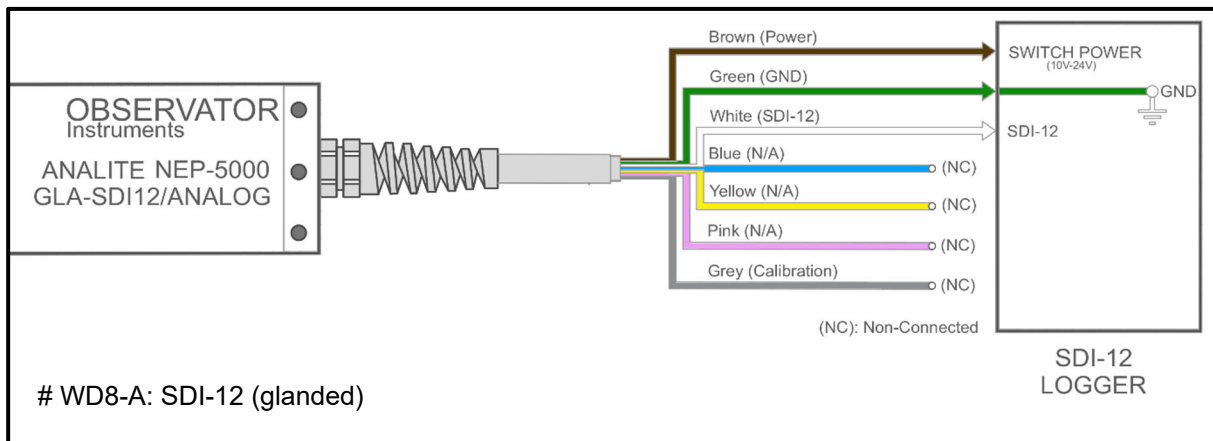 OBSERVATOR
Instruments
ANALITE NEP-5000
GLA-SDI12/ANALOG
Brown (Power)
Green (GND)
White (SDI-12)
Blue (N/A)
(NC)
Yellow (N/A)
(NC)
Pink (N/A)
(NC)
Grey (Calibration)
(NC)
(NC): Non-Connected
SWITCH POWER
(10V-24V)
GND
SDI-12
SDI-12
LOGGER
# WD8-A: SDI-12 (glanded)